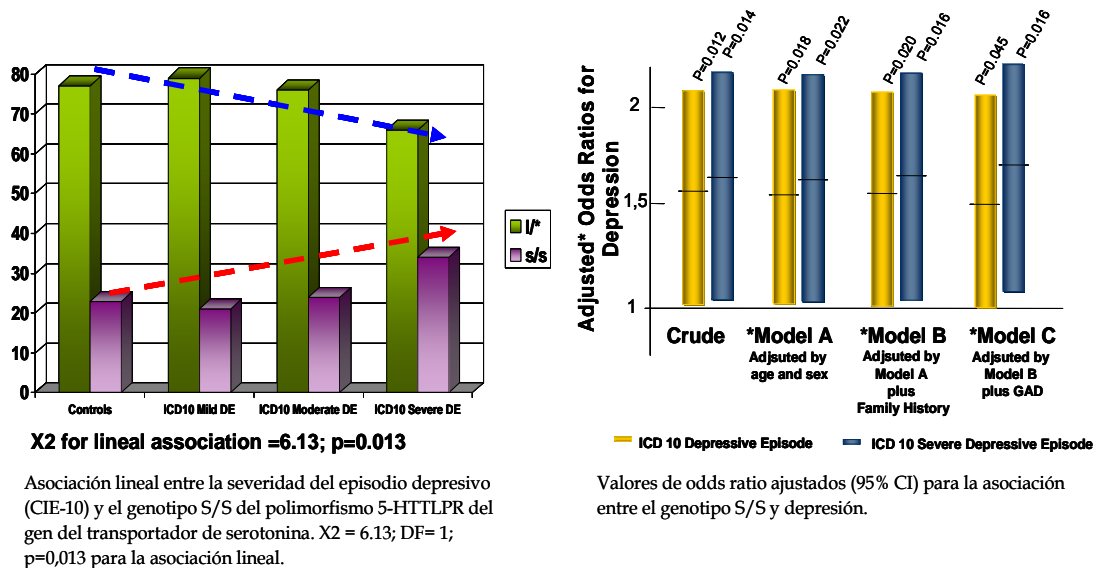 80
70
60
50
40
30
20
10
0
Controls
ICD10 Mild DE
ICD10 Moderate DE
ICD10 Severe DE
l/*
s/s
X2 for lineal association =6.13; p=0.013
Asociación lineal entre la severidad del episodio depresivo
(CIE-10) y el genotipo S/S del polimorfismo 5-HTTLPR del
gen del transportador de serotonina. X2 = 6.13; DF= 1;
p=0,013 para la asociación lineal.
Adjusted* Odds Ratios for
Depression
2
1,5
1
P=0.012
P=0.014
P=0.018
P=0.022
P=0.020
P=0.016
P=0.045
P=0.016
Crude
*Model A
Adjsuted by
age and sex
*Model B
Adjsuted by
Model A
plus
Family History
*Model C
Adjsuted by
Model B
plus GAD
ICD 10 Depressive Episode
ICD 10 Severe Depressive Episode
Valores de odds ratio ajustados (95% CI) para la asociación
entre el genotipo S/S y depresión.